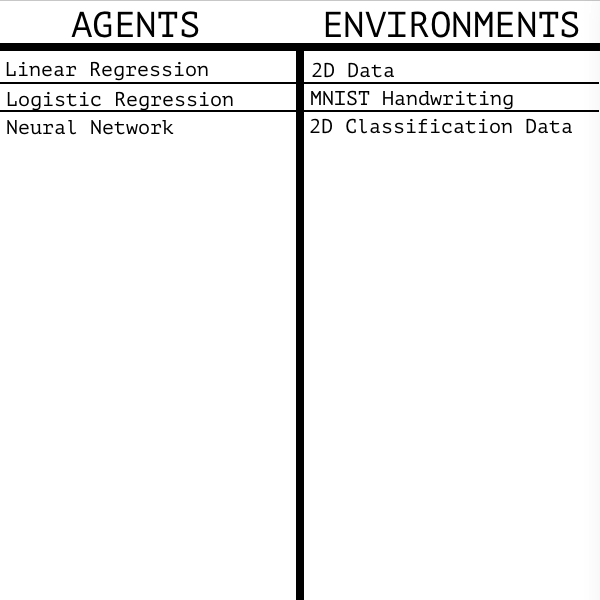 AGENTS
ENVIRONMENTS
Linear Regression
2D Data
Logistic Regression
MNIST Handwriting
Neural Network
2D Classification Data